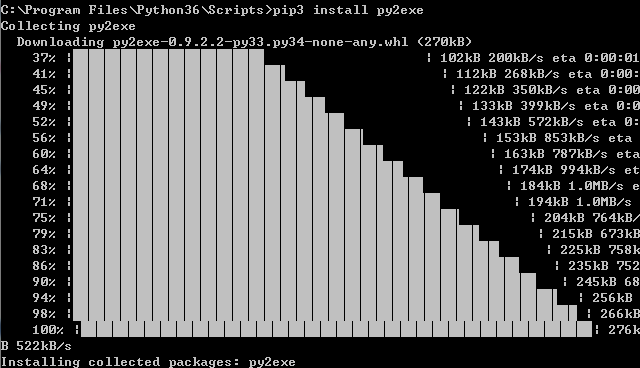 C:\Program Files\Python36\Scripts>pip3 install py2exe
Collecting py2exe
Downloading py2exe-0.9.2.2-py33.py34-none-any.whl (270kB)
37% | | 102kB 200kB/s eta 0:00:01
41% | | 112kB 268kB/s eta 0:00:
45% | | 122kB 350kB/s eta 0:00
49% | | 133kB 399kB/s eta 0:0
52% | | 143kB 572kB/s eta 0:
56% | | 153kB 853kB/s eta
60% | | 163kB 787kB/s eta
64% | | 174kB 994kB/s et
68% | | 184kB 1.0MB/s e
71% | | 194kB 1.0MB/s
75% | | 204kB 764kB/
79% | | 215kB 673kB
83% | | 225kB 758k
86% | | 235kB 752
90% | | 245kB 68
94% | | 256kB
98% | | 266kB
100% | | 276k
B 522kB/s
Installing collected packages: py2exe